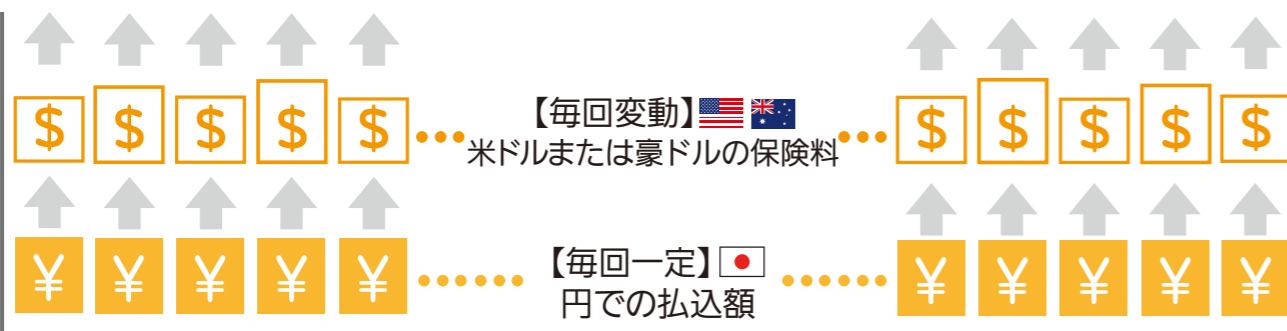 $ $ $ $ $ 【毎回変動】 $ $ $ $ $
米ドルまたは豪ドルの保険料
¥ ¥ ¥ ¥ ¥ 【毎回一定】 ¥ ¥ ¥ ¥ ¥
円での払込額